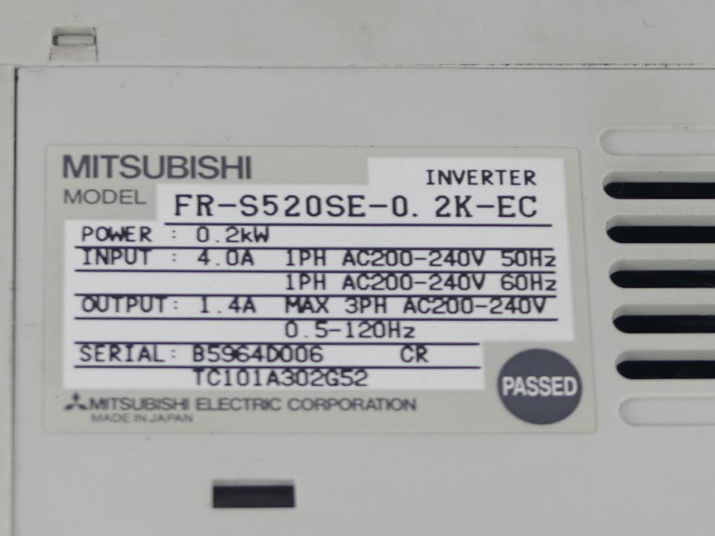 MITSUBISHI
INVERTER
MODEL FR-S520SE-0.2K-EC
POWER : 0.2kW
INPUT : 4.0A 1PH AC200-240V 50Hz
1PH AC200-240V 60Hz
OUTPUT: 1.4A MAX 3PH AC200-240V
0.5-120Hz
SERIAL: B5964D006 CR
TC101A302G52
PASSED
MITSUBISHI ELECTRIC CORPORATION
MADE IN JAPAN